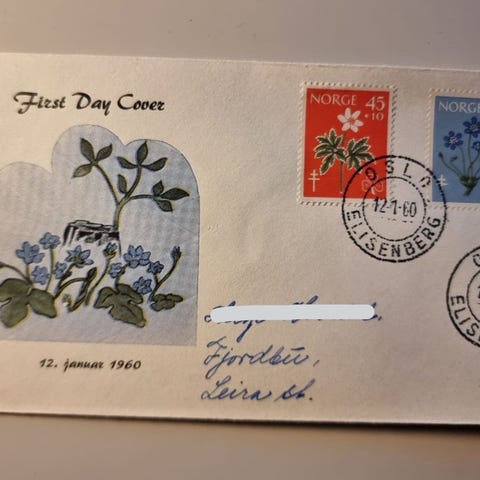 First Day Cover
NORGE 45
+10
NORGE
OSLO
12-1-60
ELISENBERG
12. januar 1960
Fjordbu,
Leira st.